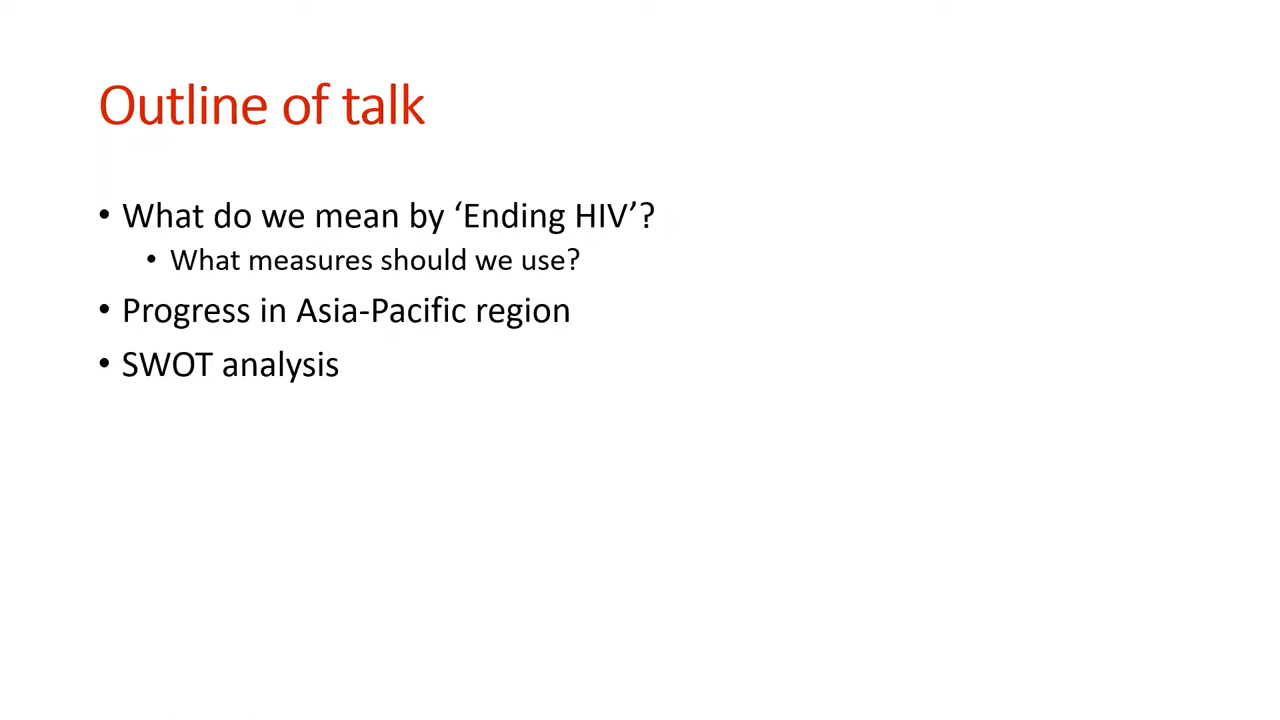 Outline of talk
• What do we mean by ‘Ending HIV’?
• What measures should we use?
• Progress in Asia-Pacific region
• SWOT analysis